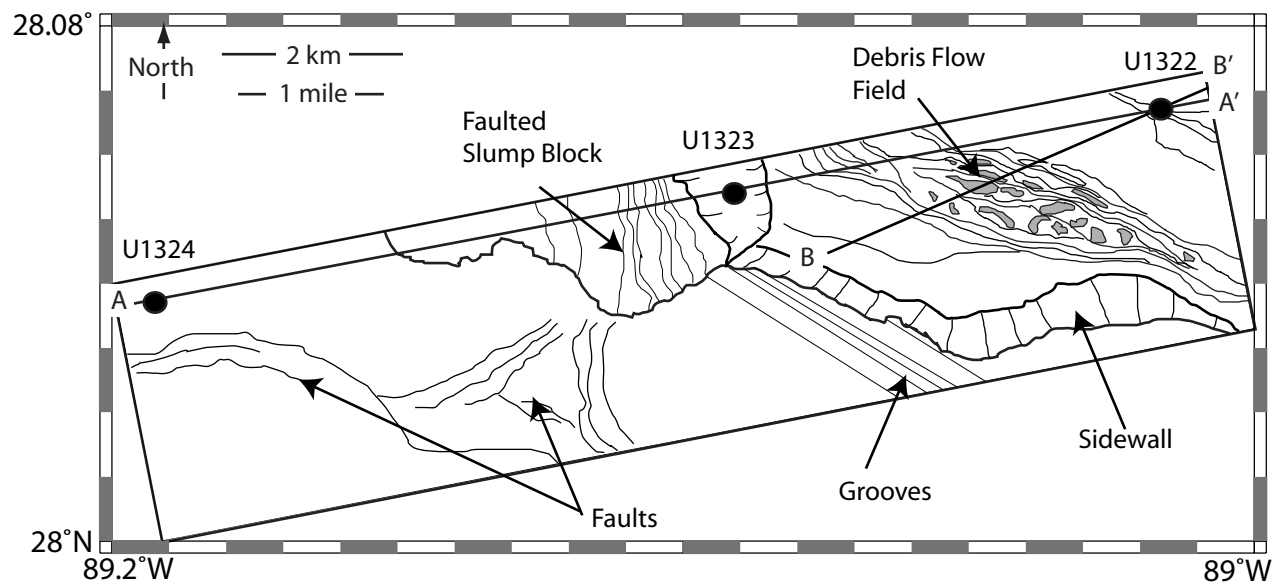 28.08°
North
2 km
1 mile
Debris Flow
Field
U1322
B'
A'
Faulted
Slump Block
U1323
U1324
A
B
Sidewall
Grooves
Faults
28°N
89.2°W
89°W